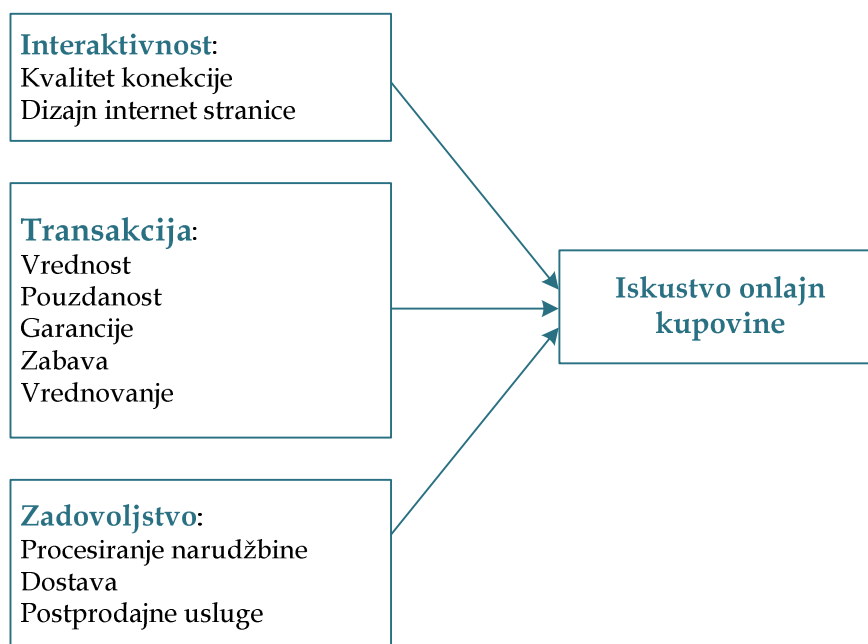 Interaktivnost:
Kvalitet konekcije
Dizajn internet stranice
Transakcija:
Vrednost
Pouzdanost
Garancije
Zabava
Vrednovanje
Zadovoljstvo:
Procesiranje narudžbine
Dostava
Postprodajne usluge
Iskustvo onlajn
kupovine